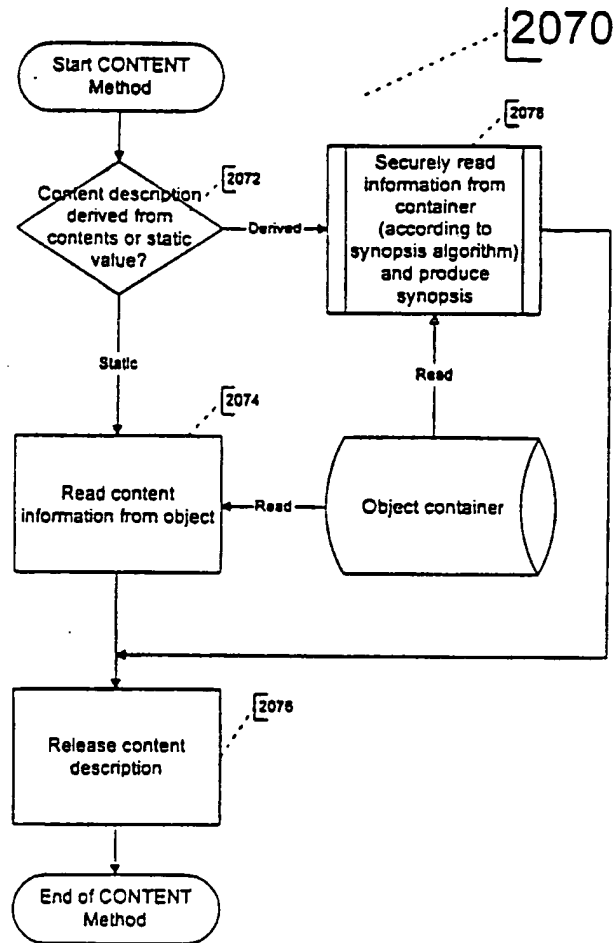 2070
Start CONTENT
Method
2078
2072
Content description
derived from
contents or static
value?
Derived
Securely read
information from
container
(according to
synopsis algorithm)
and produce
synopsis
Static
Read
2074
Read content
information from object
Read
Object container
2076
Release content
description
End of CONTENT
Method